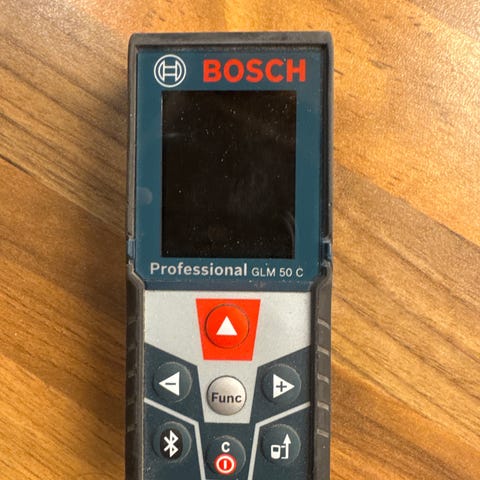 BOSCH
Professional GLM 50 C
− +
Func
C